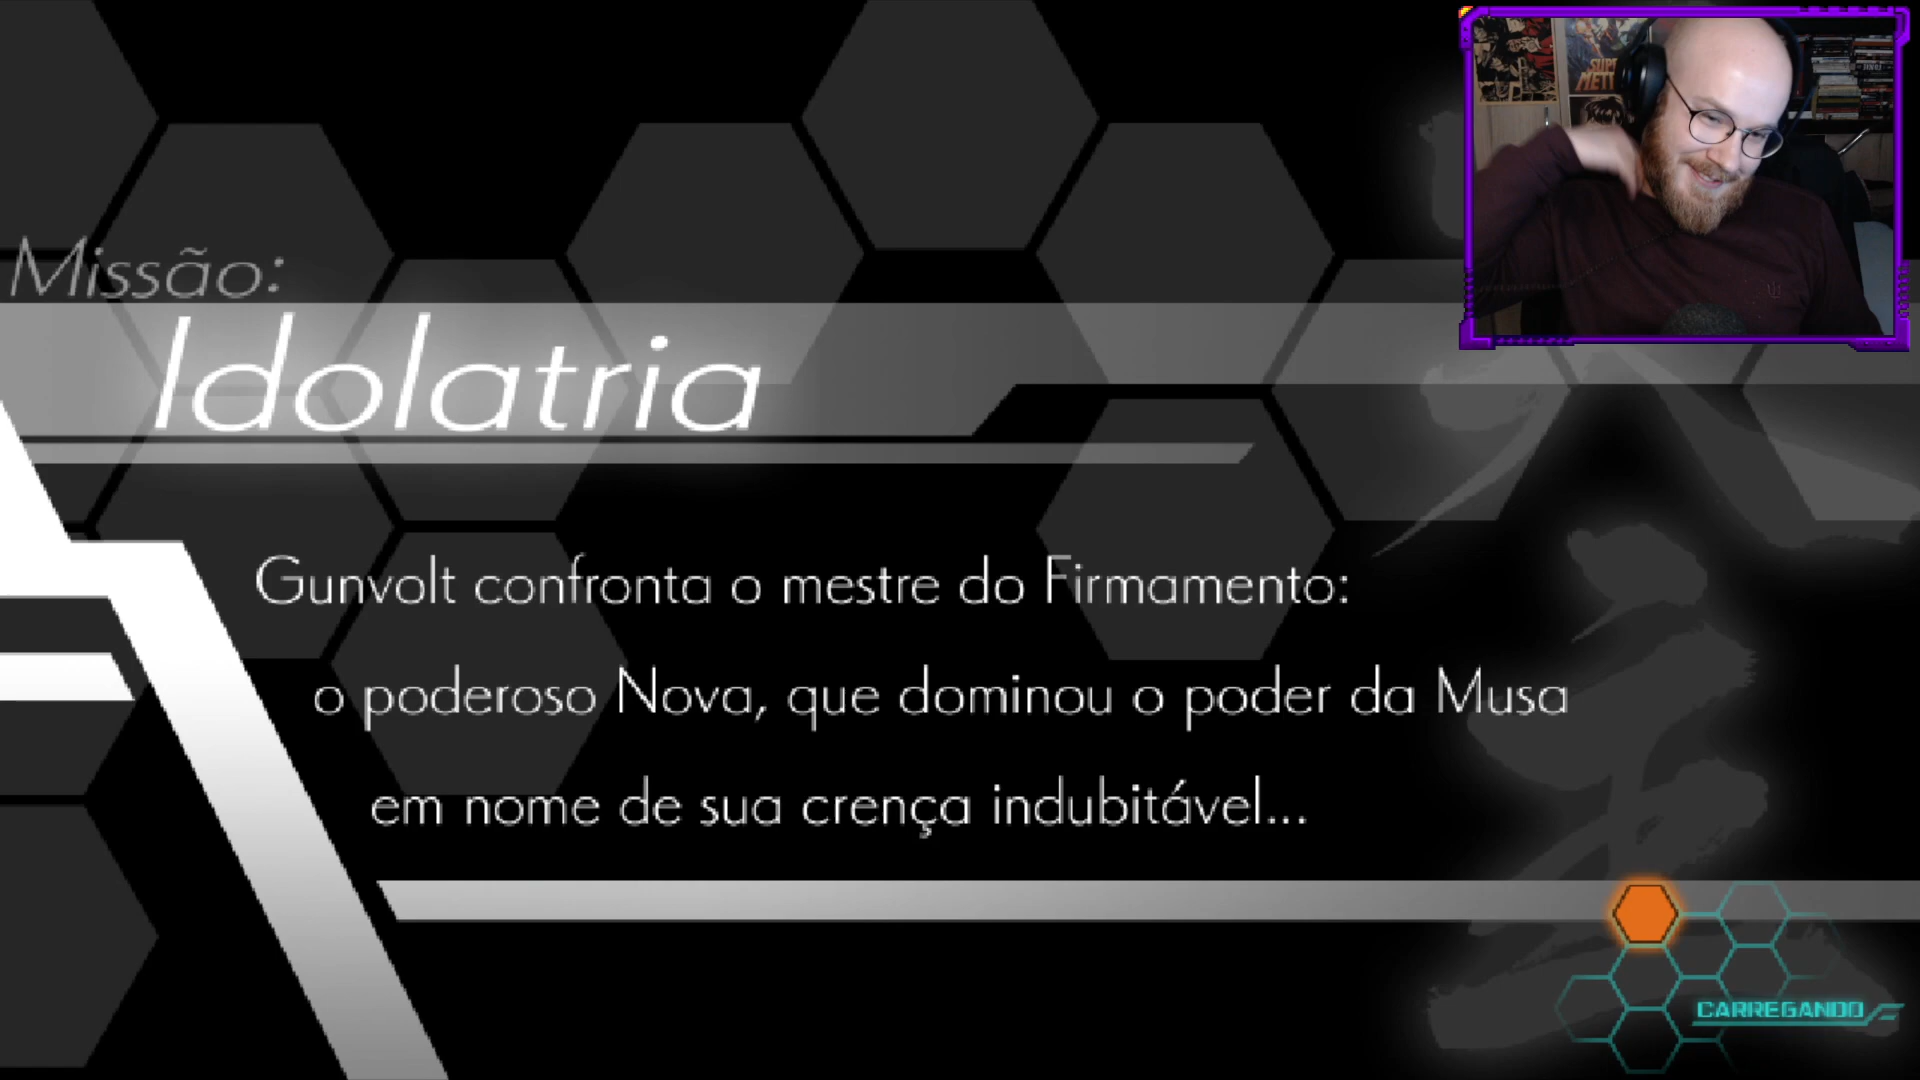 Missão:
Idolatria
Gunvolt confronta o mestre do Firmamento:
o poderoso Nova, que dominou o poder da Musa
em nome de sua crença indubitável...
CARREGANDO